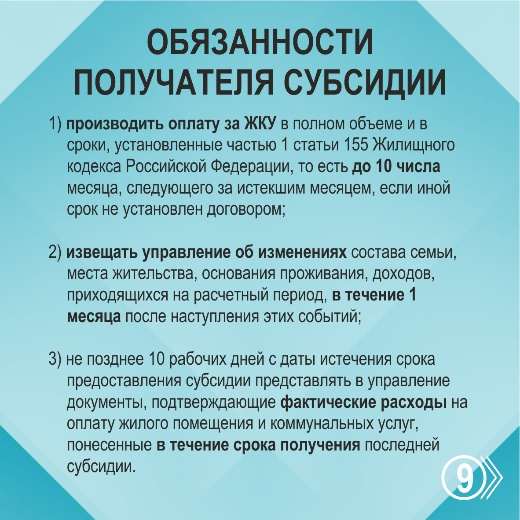 ОБЯЗАННОСТИ
ПОЛУЧАТЕЛЯ СУБСИДИИ
1) производить оплату за ЖКУ в полном объеме и в
сроки, установленные частью 1 статьи 155 Жилищного
кодекса Российской Федерации, то есть до 10 числа
месяца, следующего за истекшим месяцем, если иной
срок не установлен договором;
2) извещать управление об изменениях состава семьи,
места жительства, основания проживания, доходов,
приходящихся на расчетный период, в течение 1
месяца после наступления этих событий;
3) не позднее 10 рабочих дней с даты истечения срока
предоставления субсидии представлять в управление
документы, подтверждающие фактические расходы на
оплату жилого помещения и коммунальных услуг,
понесенные в течение срока получения последней
субсидии.
9